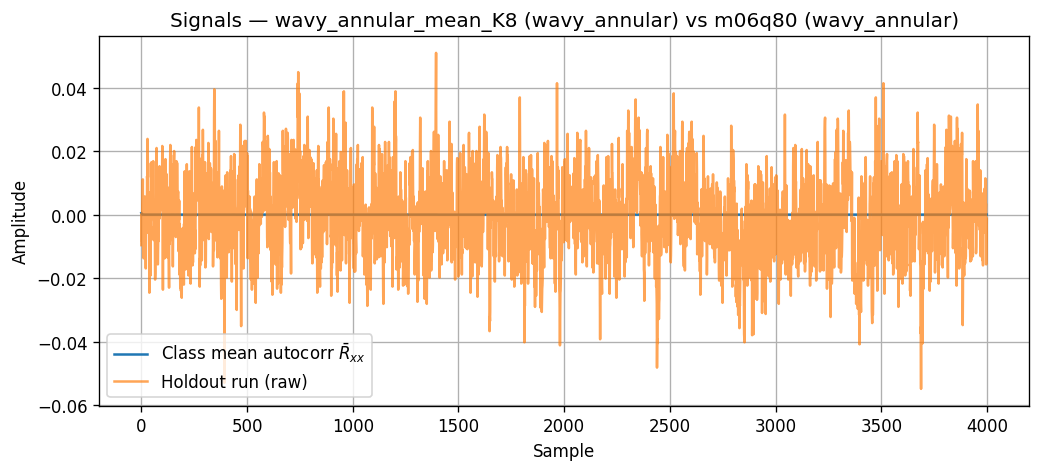 Signals — wavy_annular_mean_K8 (wavy_annular) vs m06q80 (wavy_annular)
Amplitude
0.04
0.02
0.00
−0.02
−0.04
−0.06
Class mean autocorr R̄xx
Holdout run (raw)
0 500 1000 1500 2000 2500 3000 3500 4000
Sample